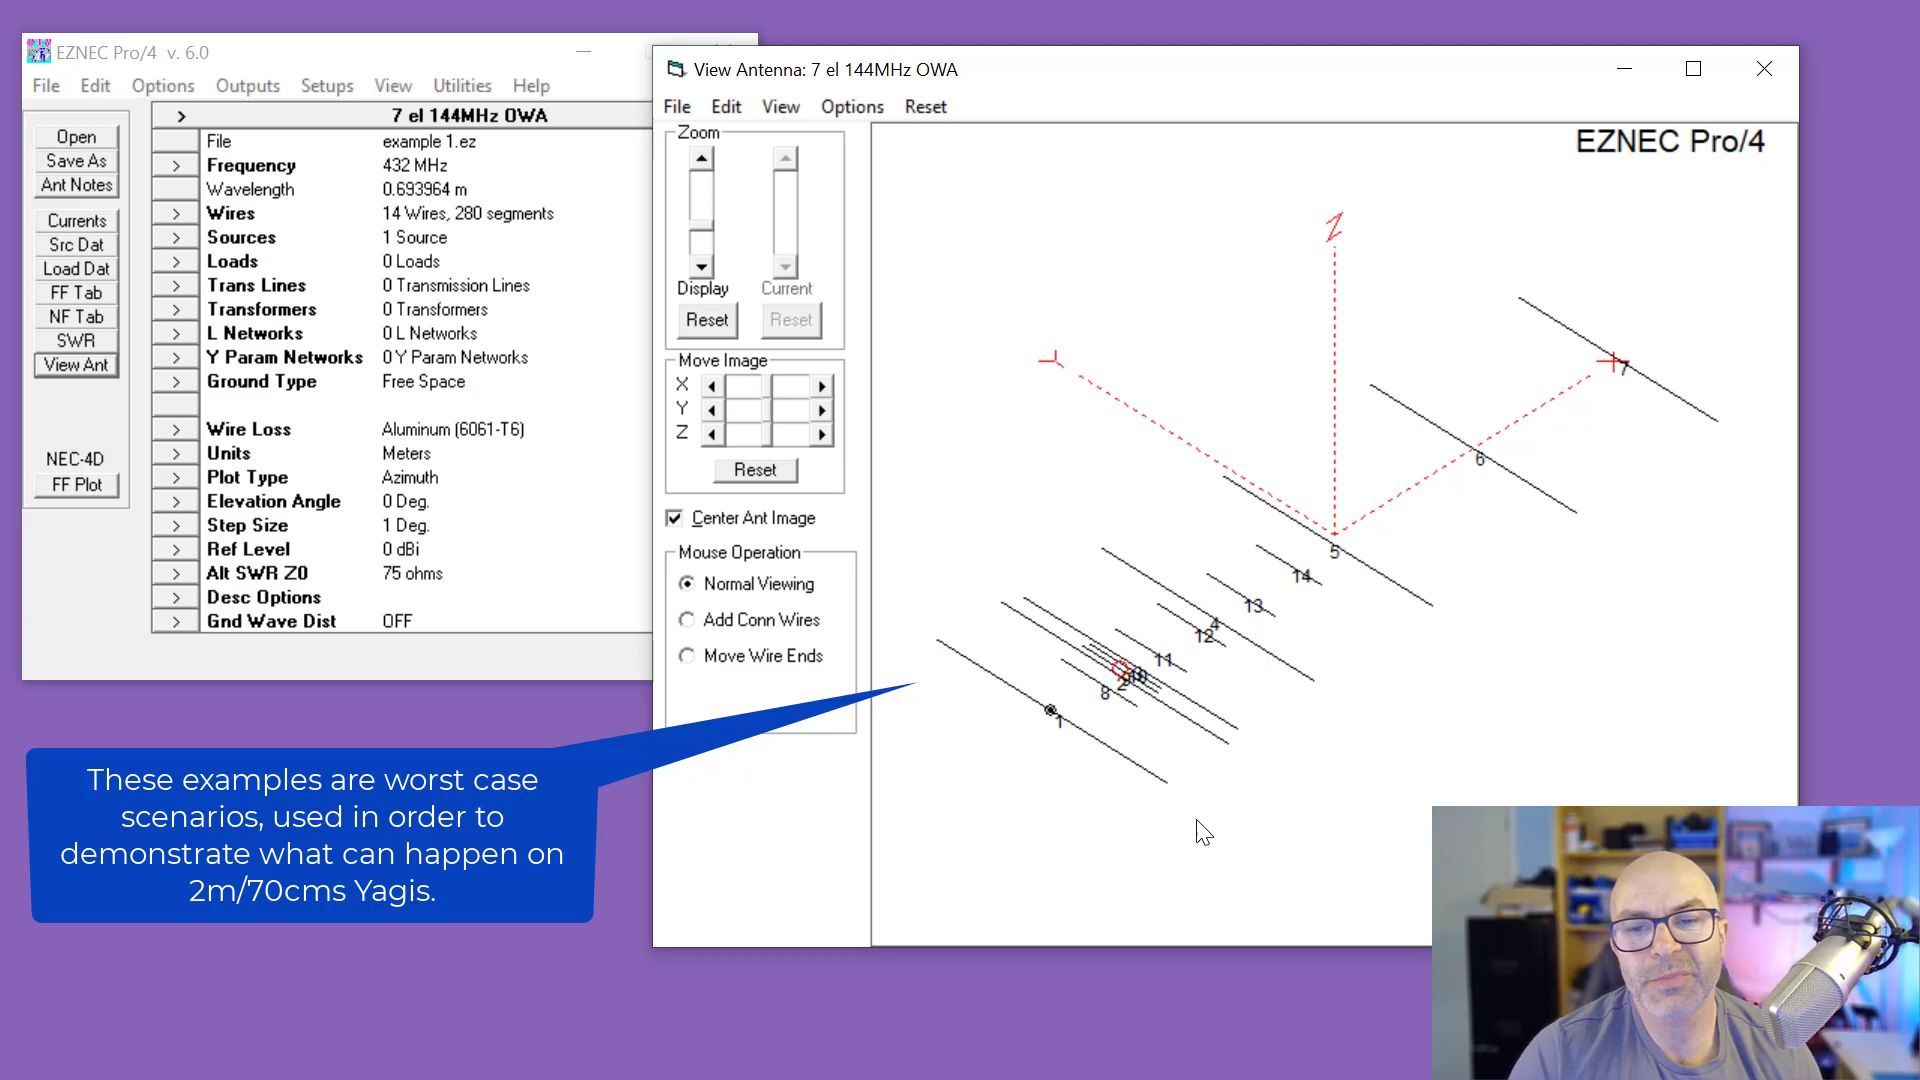 EZNEC Pro/4 v. 6.0
File Edit Options Outputs Setups View Utilities Help
Open
Save As
Ant Notes
Currents
Src Dat
Load Dat
FF Tab
NF Tab
SWR
View Ant
NEC-4D
FF Plot
> 7 el 144MHz OWA
File example 1.ez
> Frequency 432 MHz
Wavelength 0.693964 m
> Wires 14 Wires, 280 segments
> Sources 1 Source
> Loads 0 Loads
> Trans Lines 0 Transmission Lines
> Transformers 0 Transformers
> L Networks 0 L Networks
> Y Param Networks 0 Y Param Networks
> Ground Type Free Space
> Wire Loss Aluminum (6061-T6)
> Units Meters
> Plot Type Azimuth
> Elevation Angle 0 Deg.
> Step Size 1 Deg.
> Ref Level 0 dBi
> Alt SWR Z0 75 ohms
> Desc Options
> Gnd Wave Dist OFF
View Antenna: 7 el 144MHz OWA
File Edit View Options Reset
Zoom
Display Current
Reset Reset
Move Image
X
Y
Z
Reset
Center Ant Image
Mouse Operation
Normal Viewing
Add Conn Wires
Move Wire Ends
EZNEC Pro/4
Z
7
6
5
14
13
4
12
11
8
2
1
These examples are worst case
scenarios, used in order to
demonstrate what can happen on
2m/70cms Yagis.